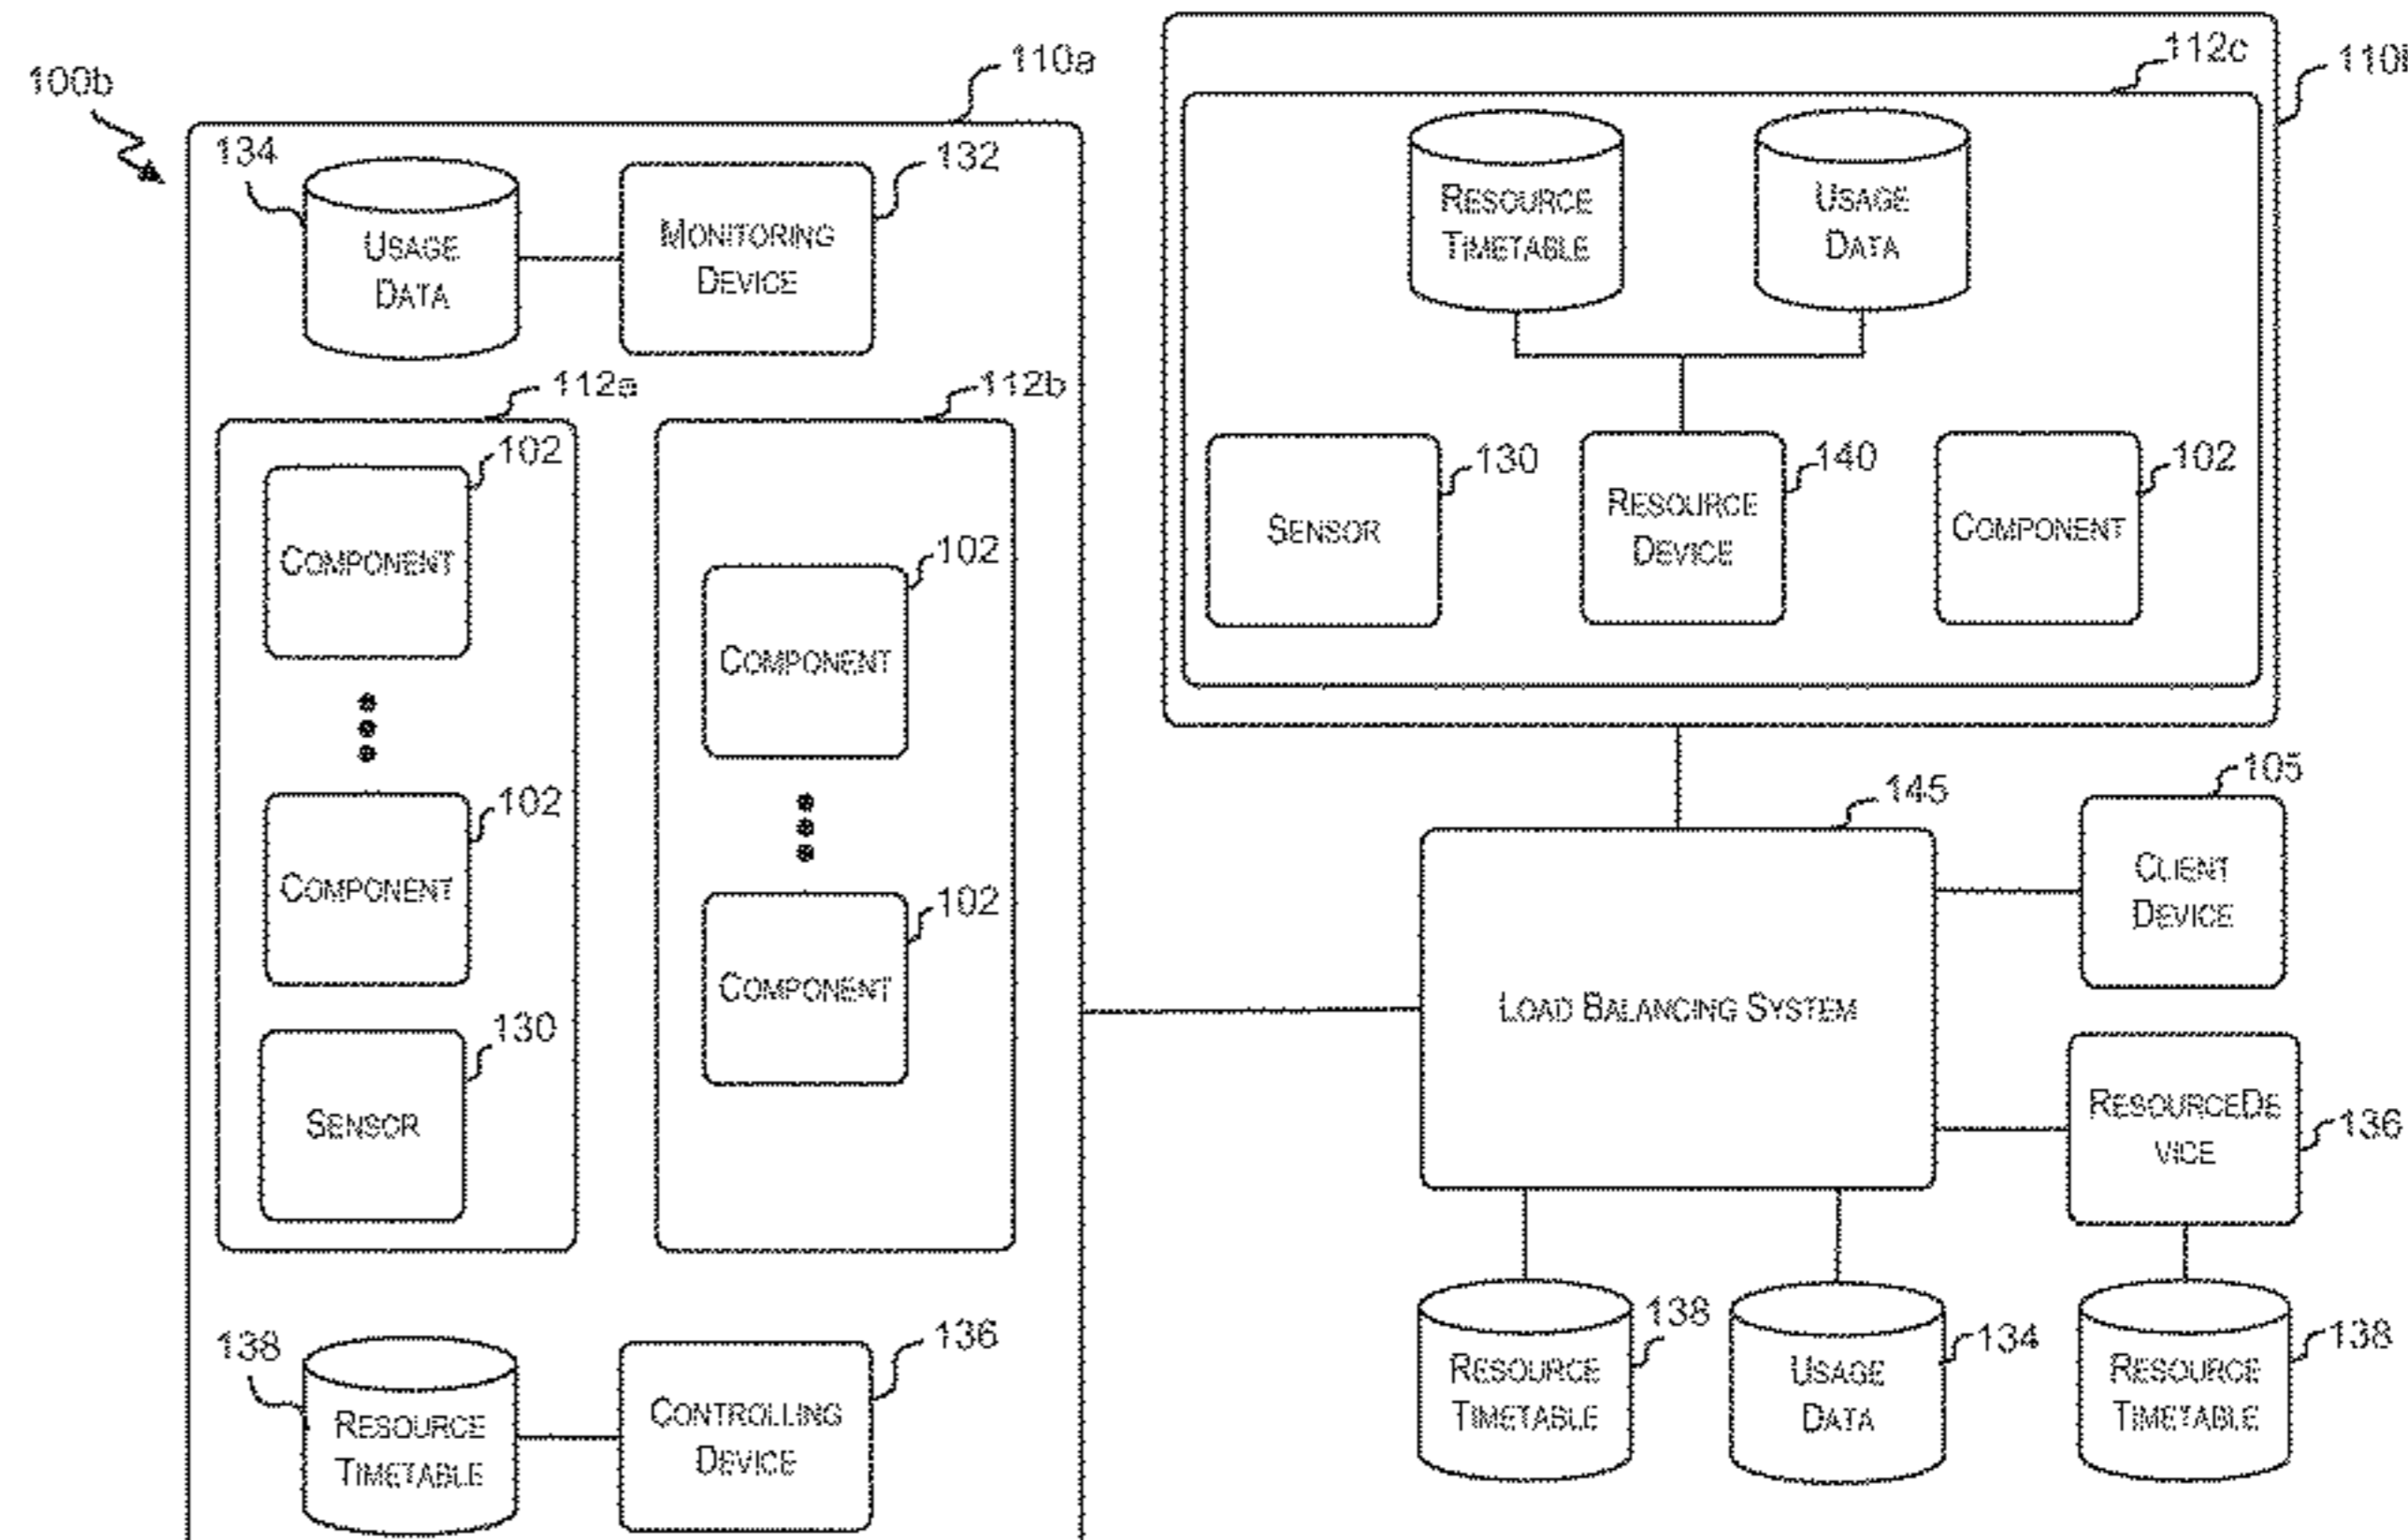 100b
110a
134
USAGE
DATA
132
MONITORING
DEVICE
112a
102
COMPONENT
102
COMPONENT
130
SENSOR
112b
102
COMPONENT
102
COMPONENT
138
RESOURCE
TIMETABLE
136
CONTROLLING
DEVICE
112c
RESOURCE
TIMETABLE
USAGE
DATA
130
SENSOR
140
RESOURCE
DEVICE
102
COMPONENT
145
LOAD BALANCING SYSTEM
105
CLIENT
DEVICE
RESOURCEDE
VICE
136
138
RESOURCE
TIMETABLE
134
USAGE
DATA
138
RESOURCE
TIMETABLE